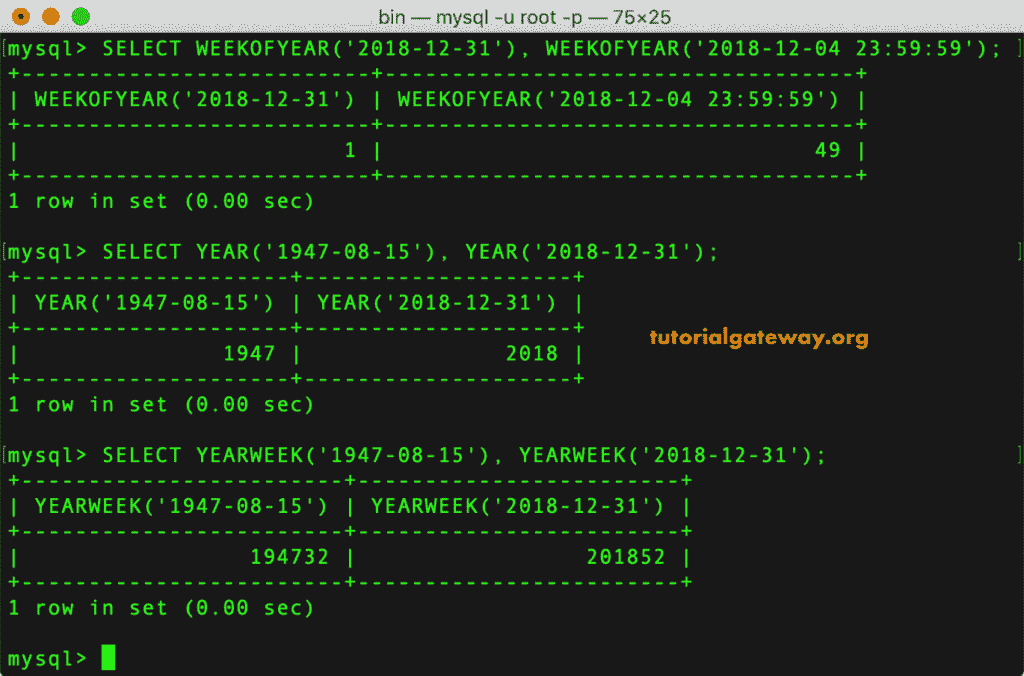 bin — mysql -u root -p — 75×25
mysql> SELECT WEEKOFYEAR('2018-12-31'), WEEKOFYEAR('2018-12-04 23:59:59');
+--------------------------+-----------------------------------+
| WEEKOFYEAR('2018-12-31') | WEEKOFYEAR('2018-12-04 23:59:59') |
+--------------------------+-----------------------------------+
|                        1 |                                49 |
+--------------------------+-----------------------------------+
1 row in set (0.00 sec)
mysql> SELECT YEAR('1947-08-15'), YEAR('2018-12-31');
+--------------------+--------------------+
| YEAR('1947-08-15') | YEAR('2018-12-31') |
+--------------------+--------------------+
|               1947 |               2018 |
+--------------------+--------------------+
1 row in set (0.00 sec)
tutorialgateway.org
mysql> SELECT YEARWEEK('1947-08-15'), YEARWEEK('2018-12-31');
+------------------------+------------------------+
| YEARWEEK('1947-08-15') | YEARWEEK('2018-12-31') |
+------------------------+------------------------+
|                 194732 |                 201852 |
+------------------------+------------------------+
1 row in set (0.00 sec)
mysql>